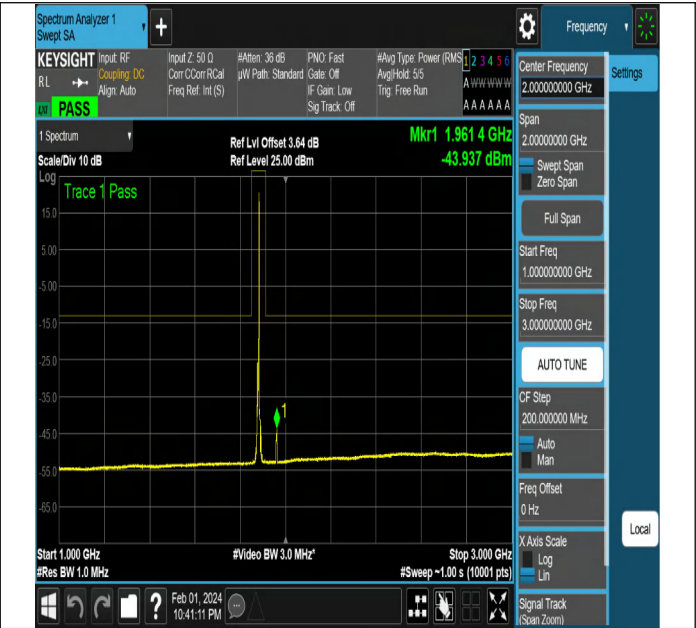 Spectrum Analyzer 1
Swept SA
Frequency
KEYSIGHT
RL
PASS
Input: RF
Coupling: DC
Align: Auto
Input Z: 50 Ω
Corr CCorr RCal
Freq Ref: Int (S)
#Atten: 36 dB
µW Path: Standard
PNO: Fast
Gate: Off
IF Gain: Low
Sig Track: Off
#Avg Type: Power (RMS
Avg|Hold: 5/5
Trig: Free Run
1 2 3 4 5 6
A W W W W W
A A A A A A
Center Frequency
2.000000000 GHz
Settings
Span
2.00000000 GHz
Swept Span
Zero Span
Full Span
Start Freq
1.000000000 GHz
Stop Freq
3.000000000 GHz
AUTO TUNE
CF Step
200.000000 MHz
Auto
Man
Freq Offset
0 Hz
X Axis Scale
Log
Lin
Signal Track
(Span Zoom)
Local
1 Spectrum
Scale/Div 10 dB
Ref Lvl Offset 3.64 dB
Ref Level 25.00 dBm
Mkr1 1.961 4 GHz
-43.937 dBm
Log
Trace 1 Pass
15.0
5.00
-5.00
-15.0
-25.0
-35.0
-45.0
-55.0
-65.0
1
Start 1.000 GHz
#Res BW 1.0 MHz
#Video BW 3.0 MHz*
Stop 3.000 GHz
#Sweep ~1.00 s (10001 pts)
Feb 01, 2024
10:41:11 PM